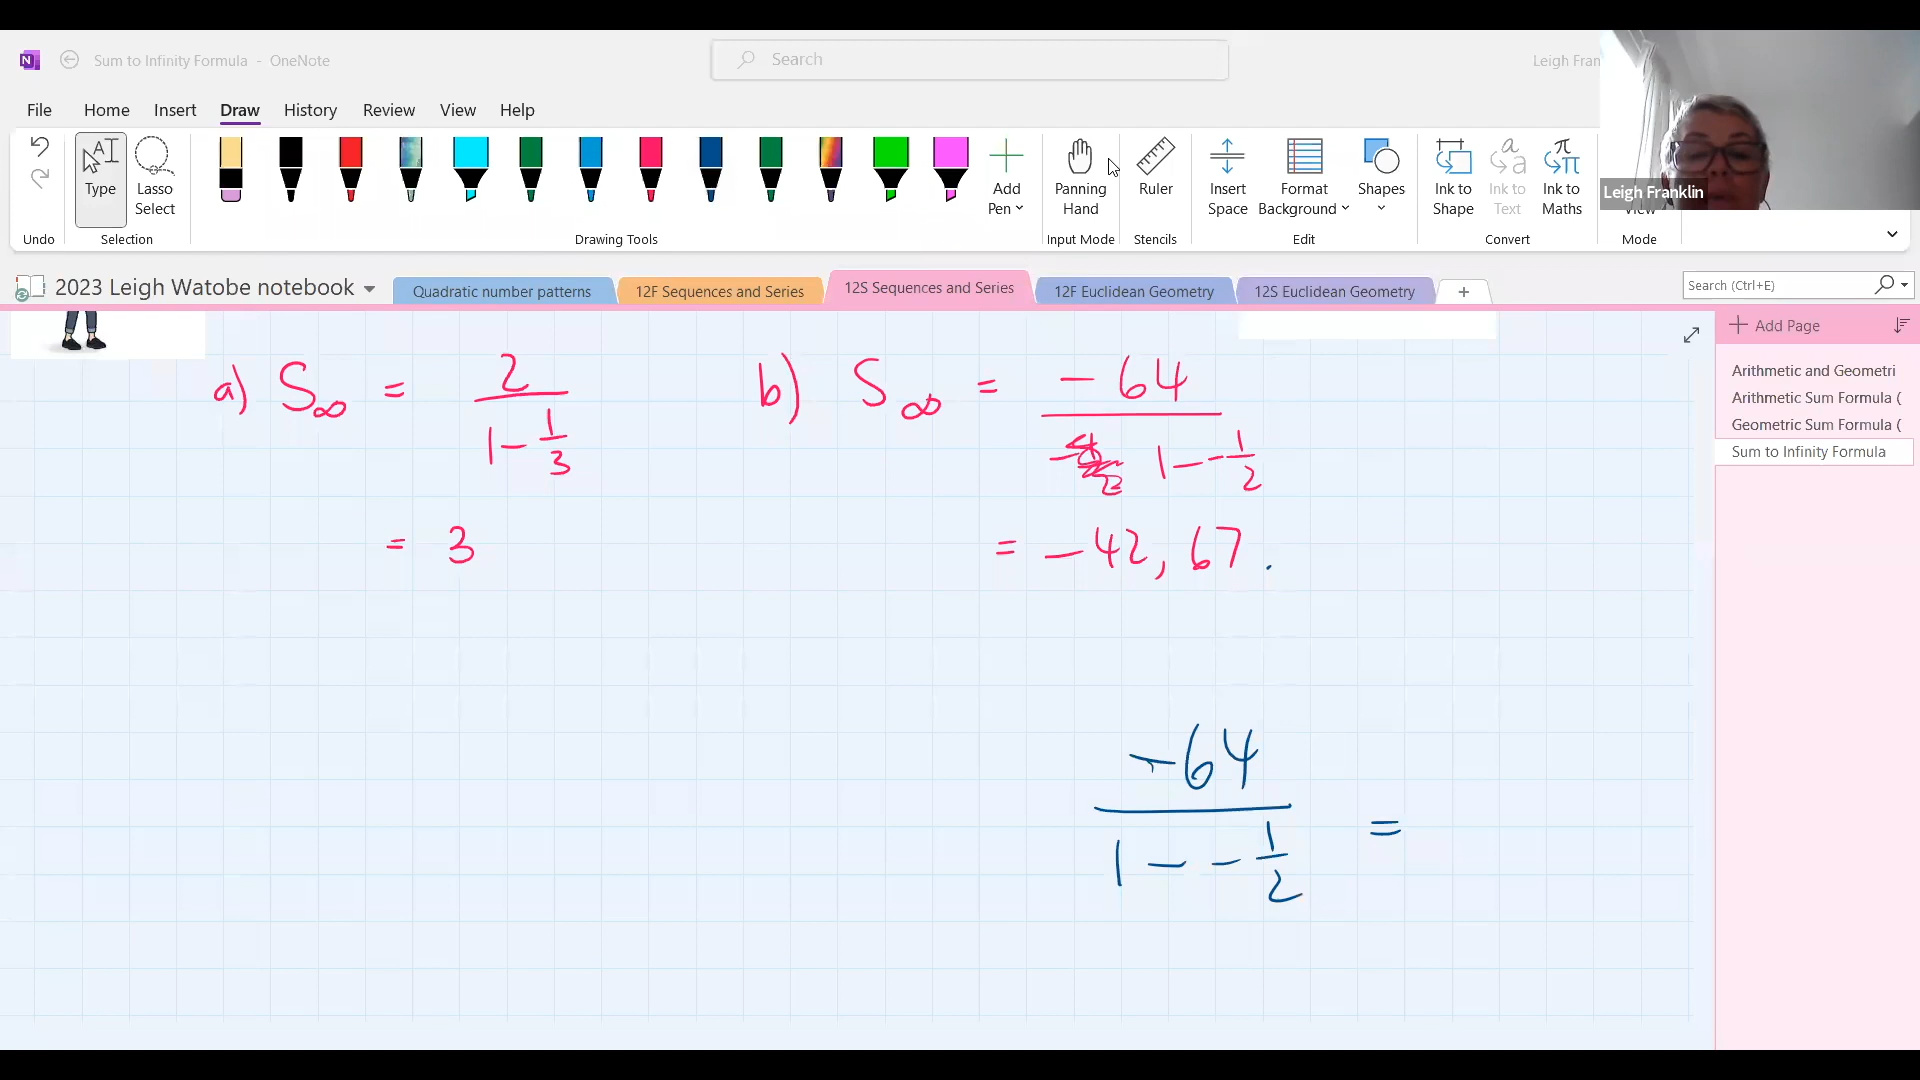 Sum to Infinity Formula - OneNote
Search
Leigh Fran
File Home Insert Draw History Review View Help
Type
Lasso Select
Add Pen
Panning Hand
Ruler
Insert Space
Format Background
Shapes
Ink to Shape
Ink to Text
Ink to Maths
Leigh Franklin
View
Undo Selection Drawing Tools Input Mode Stencils Edit Convert Mode
2023 Leigh Watobe notebook
Quadratic number patterns
12F Sequences and Series
12S Sequences and Series
12F Euclidean Geometry
12S Euclidean Geometry
+
Search (Ctrl+E)
Add Page
Arithmetic and Geometri
Arithmetic Sum Formula (
Geometric Sum Formula (
Sum to Infinity Formula
a) S∞ = 2 / (1 - 1/3)
= 3
b) S∞ = -64 / (1 - -1/2)
= -42,67.
-64 / (1 - -1/2) =